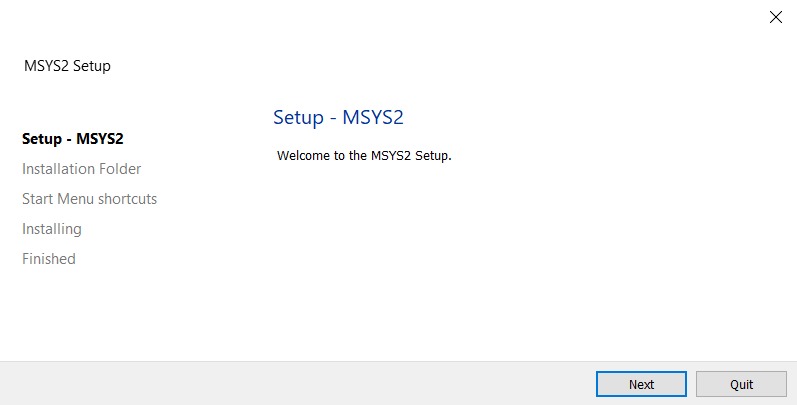 MSYS2 Setup
Setup - MSYS2
Installation Folder
Start Menu shortcuts
Installing
Finished
Setup - MSYS2
Welcome to the MSYS2 Setup.
Next
Quit